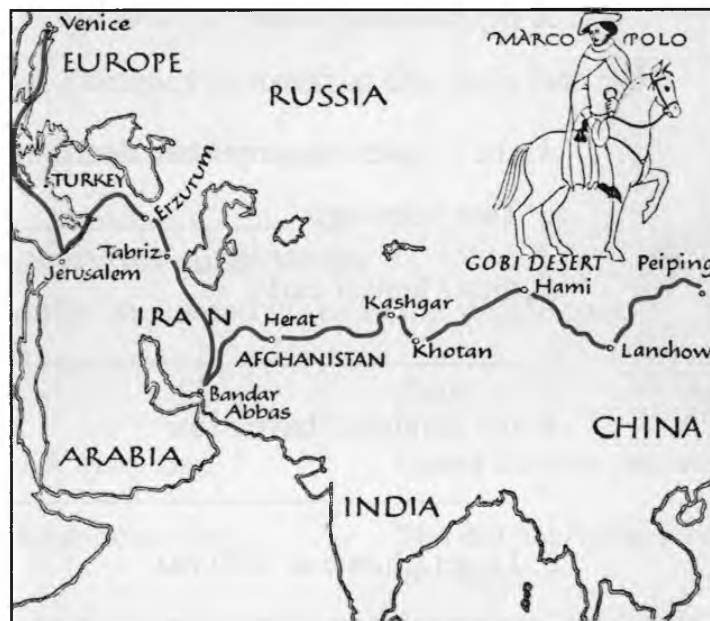 Venice
MARCO POLO
EUROPE
RUSSIA
TURKEY
Erzurum
Tabriz
Jerusalem
GOBI DESERT
Peiping
Hami
IRAN
Kashgar
Herat
AFGHANISTAN
Khotan
Lanchow
Bandar
Abbas
CHINA
ARABIA
INDIA